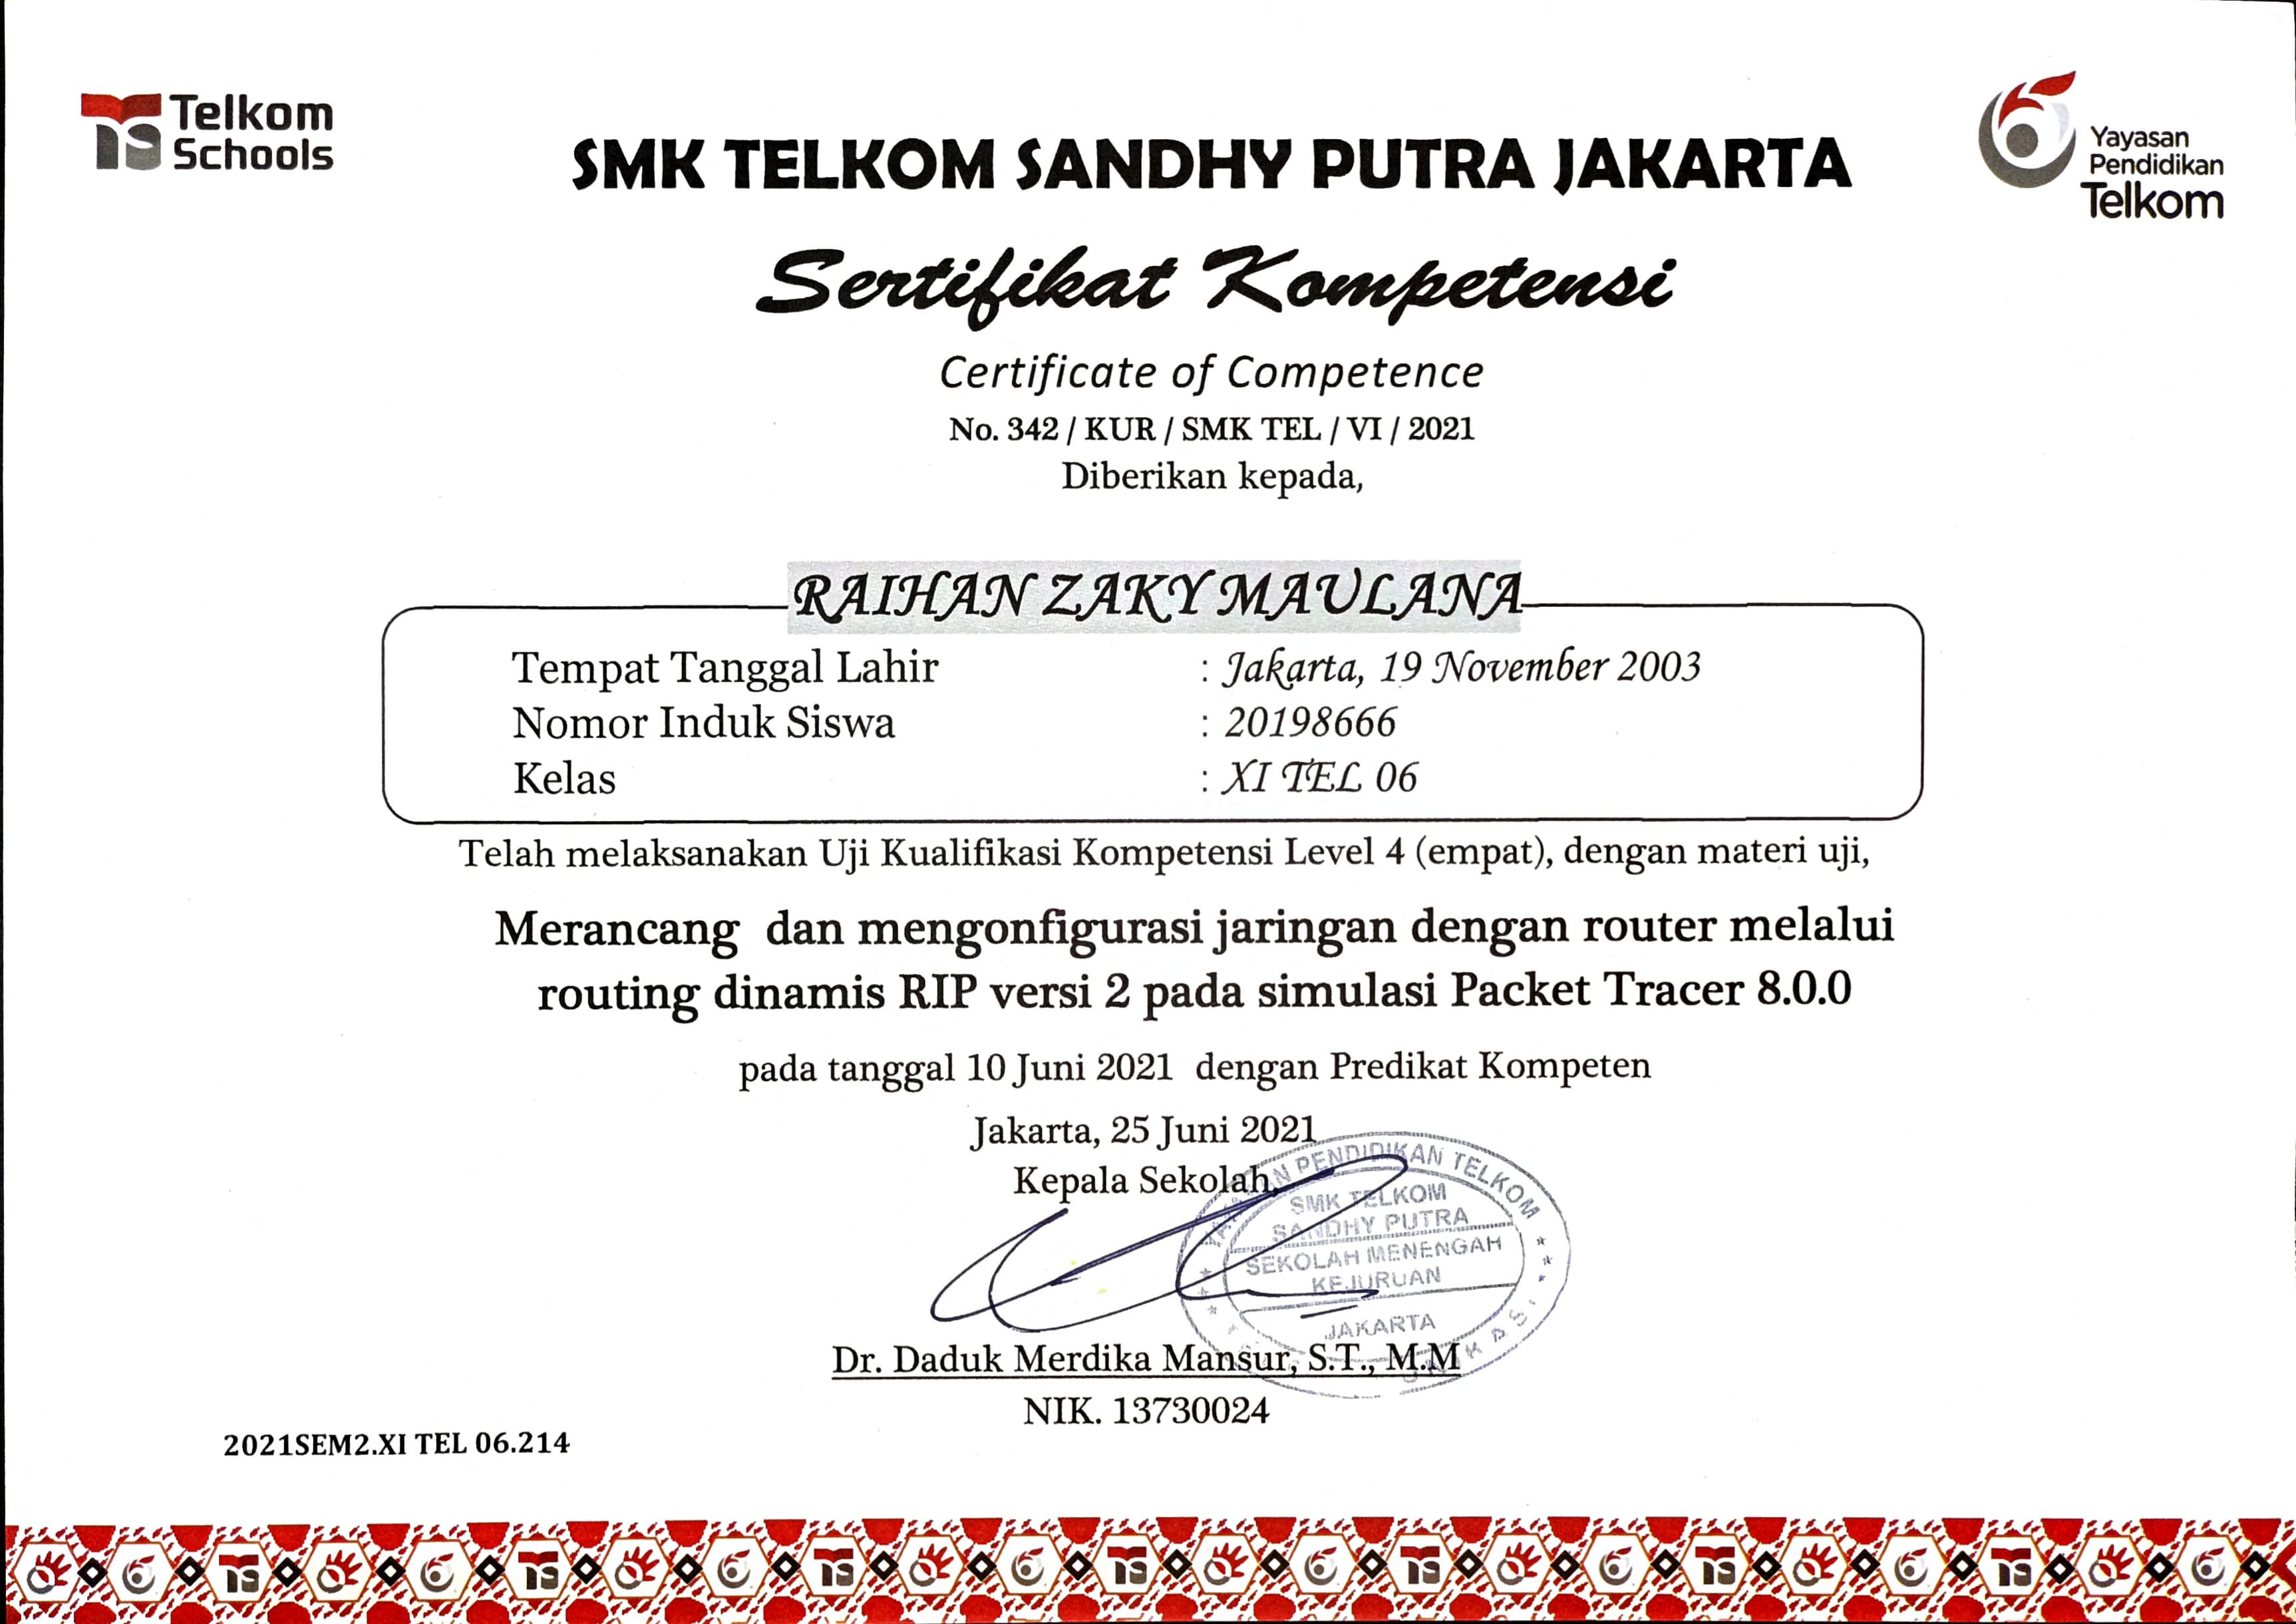 Telkom
Schools
Yayasan
Pendidikan
Telkom
SMK TELKOM SANDHY PUTRA JAKARTA
Sertifikat Kompetensi
Certificate of Competence
No. 342 / KUR / SMK TEL / VI / 2021
Diberikan kepada,
RAIHAN ZAKY MAULANA
Tempat Tanggal Lahir : Jakarta, 19 November 2003
Nomor Induk Siswa : 20198666
Kelas : XI TEL 06
Telah melaksanakan Uji Kualifikasi Kompetensi Level 4 (empat), dengan materi uji,
Merancang dan mengonfigurasi jaringan dengan router melalui
routing dinamis RIP versi 2 pada simulasi Packet Tracer 8.0.0
pada tanggal 10 Juni 2021 dengan Predikat Kompeten
Jakarta, 25 Juni 2021
Kepala Sekolah,
PENDIDIKAN TELKOM
SMK TELKOM
SANDHY PUTRA
SEKOLAH MENENGAH
KEJURUAN
JAKARTA
Dr. Daduk Merdika Mansur, S.T., M.M
NIK. 13730024
2021SEM2.XI TEL 06.214